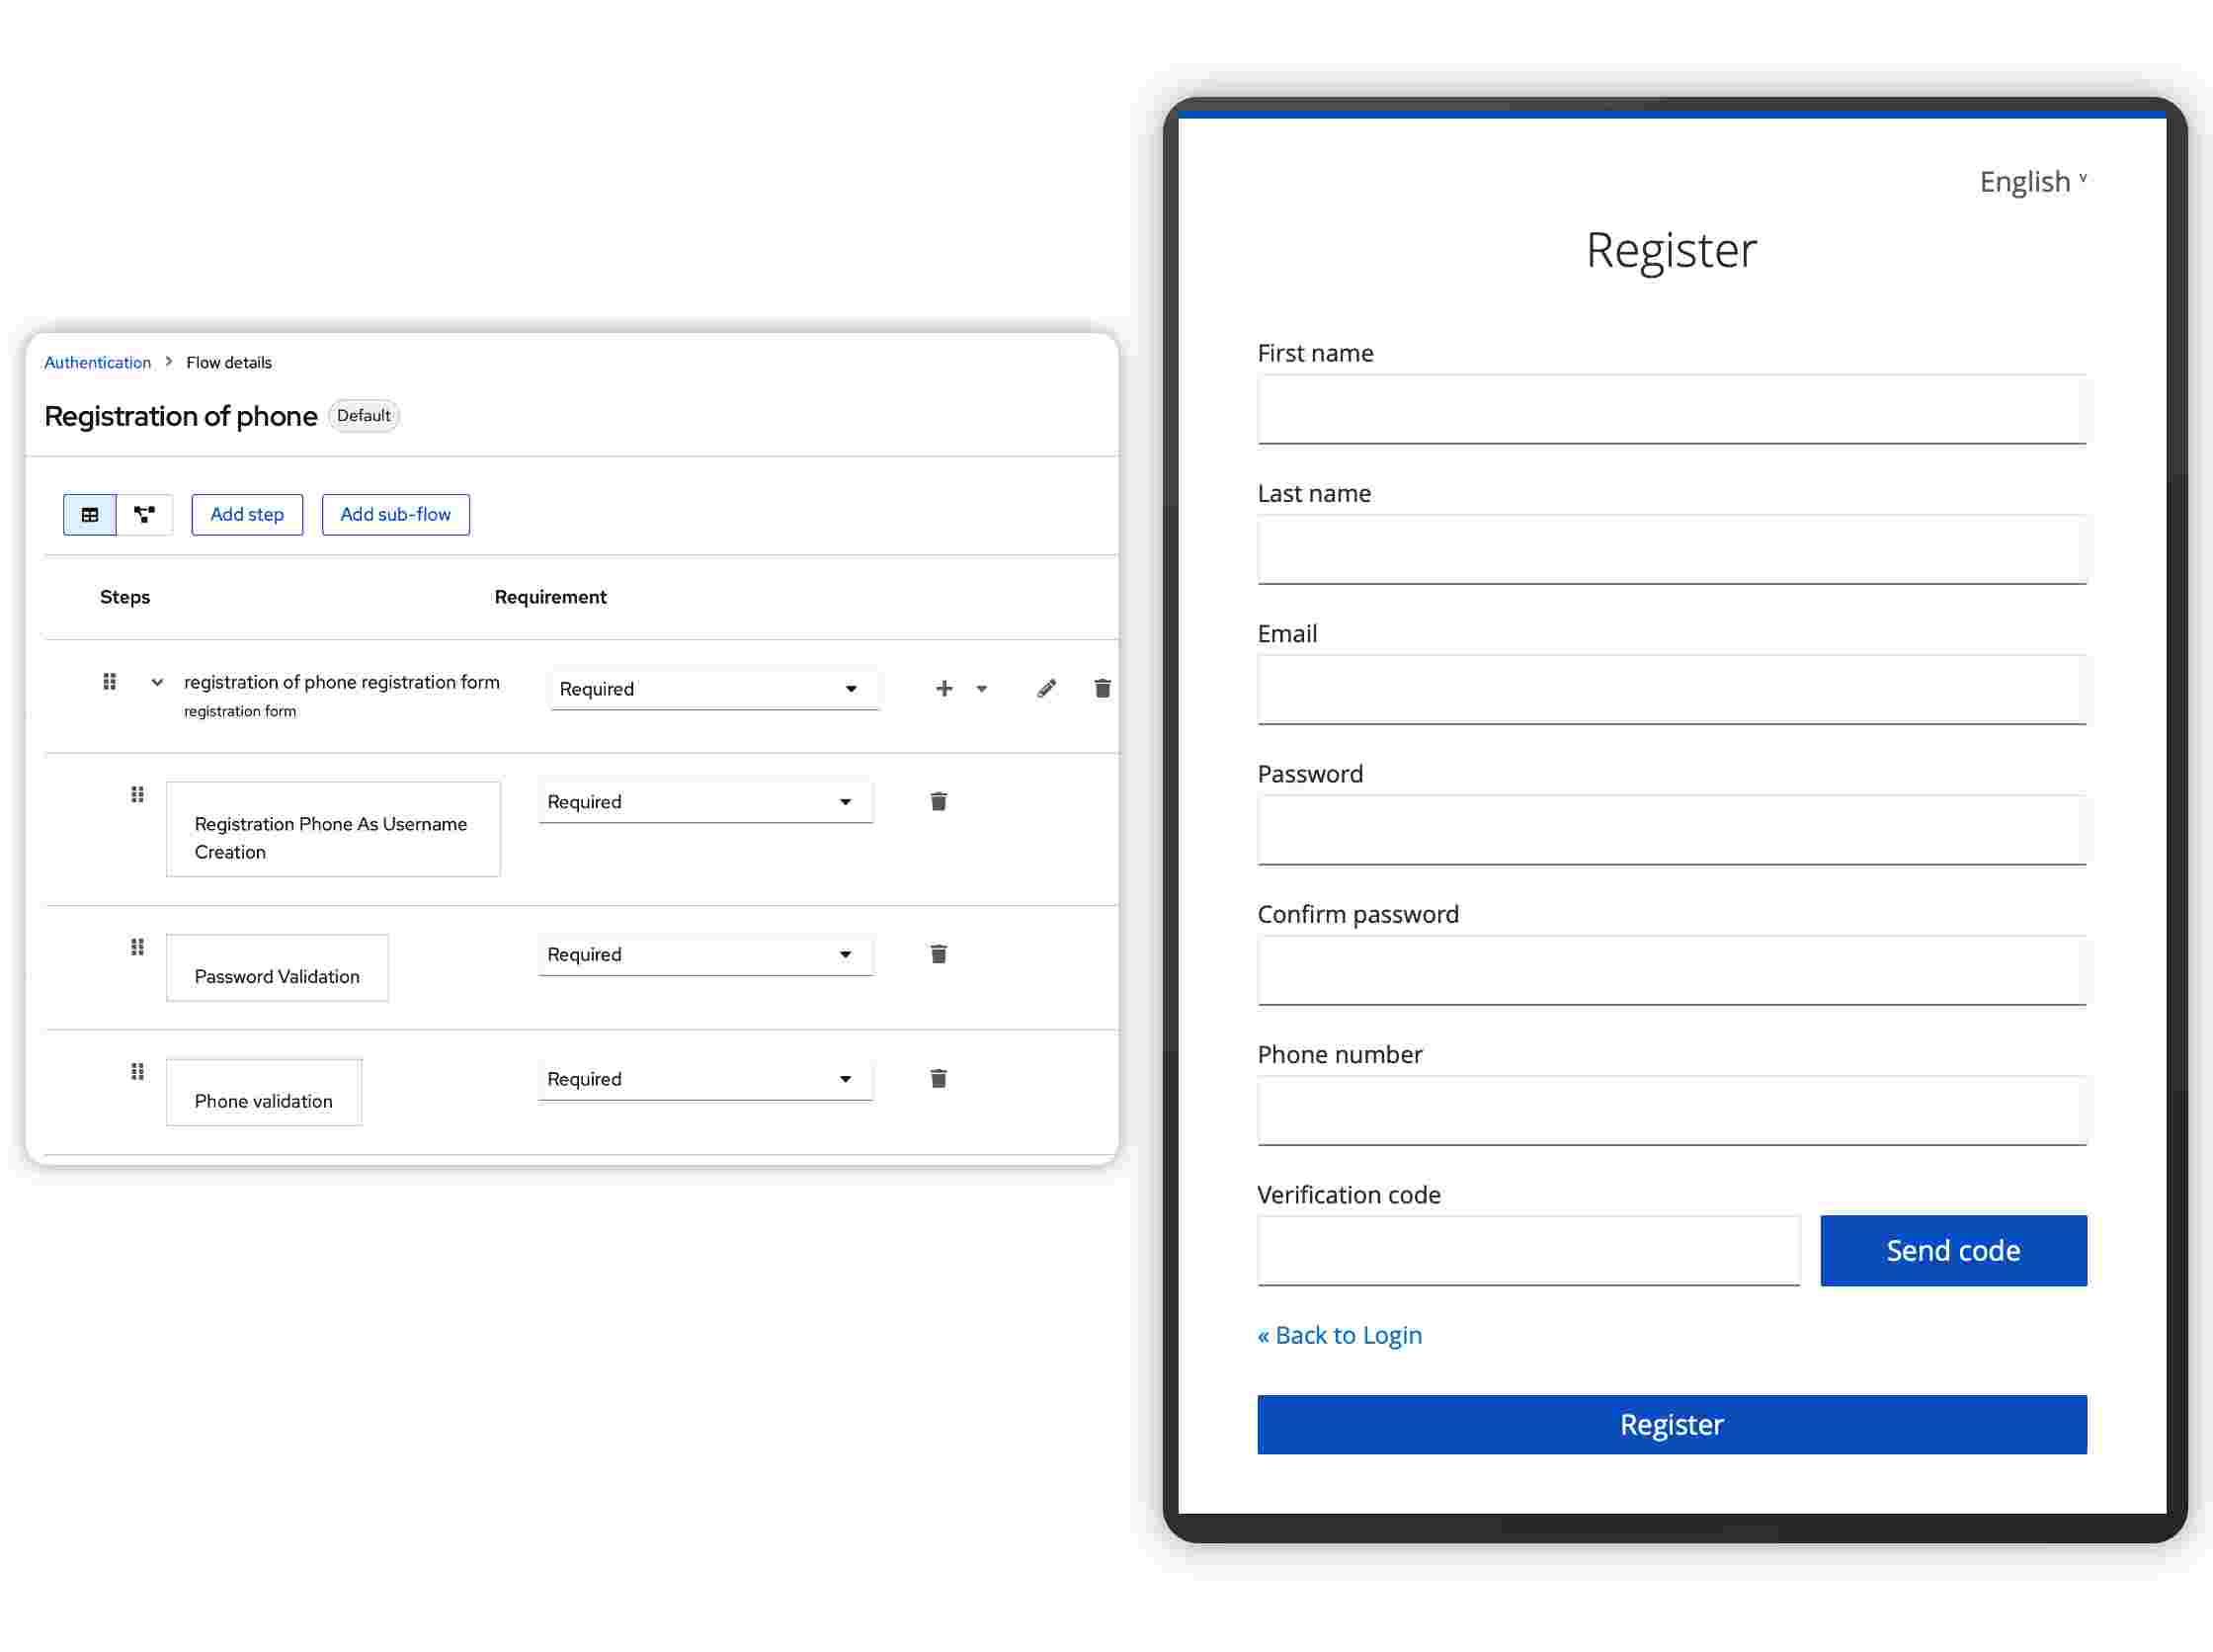 Authentication > Flow details
Registration of phone Default
Add step Add sub-flow
Steps Requirement
registration of phone registration form Required
registration form
Registration Phone As Username
Creation
Required
Password Validation Required
Phone validation Required
English ˅
Register
First name
Last name
Email
Password
Confirm password
Phone number
Verification code
Send code
« Back to Login
Register